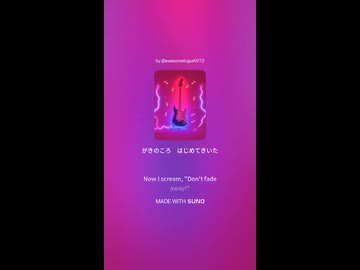 by @awesomefugue0173
がきのころ はじめてきいた
Now I scream, "Don't fade
away!"
MADE WITH SUNO